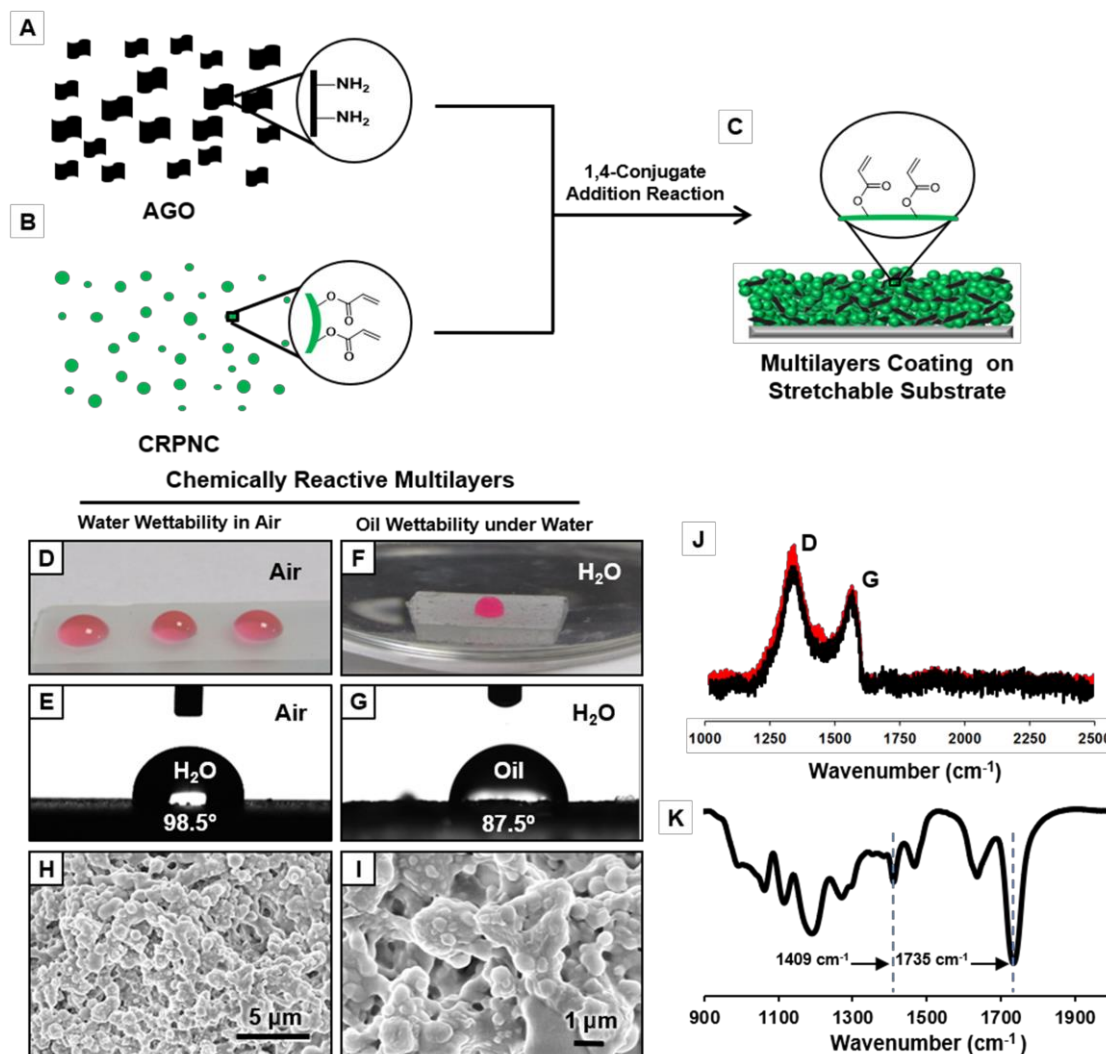 A
–NH₂
–NH₂
AGO
B
O
O
O
O
CRPNC
1,4-Conjugate
Addition Reaction
C
O
O
O
O
Multilayers Coating on
Stretchable Substrate
Chemically Reactive Multilayers
Water Wettability in Air
Oil Wettability under Water
D
Air
F
H₂O
E
Air
H₂O
98.5º
G
H₂O
Oil
87.5º
H
5 µm
I
1 µm
J
D
G
1000 1250 1500 1750 2000 2250 2500
Wavenumber (cm⁻¹)
K
1409 cm⁻¹
1735 cm⁻¹
900 1100 1300 1500 1700 1900
Wavenumber (cm⁻¹)